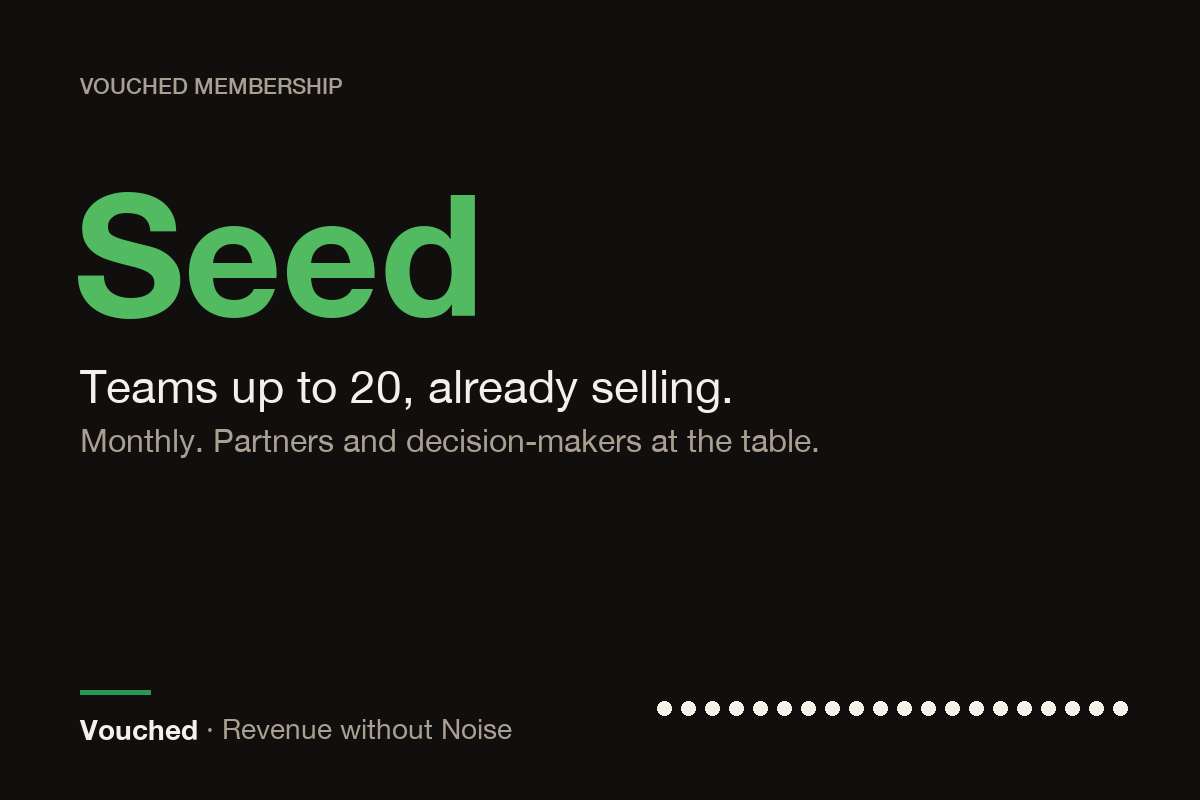 VOUCHED MEMBERSHIP
Seed
Teams up to 20, already selling.
Monthly. Partners and decision-makers at the table.
Vouched · Revenue without Noise